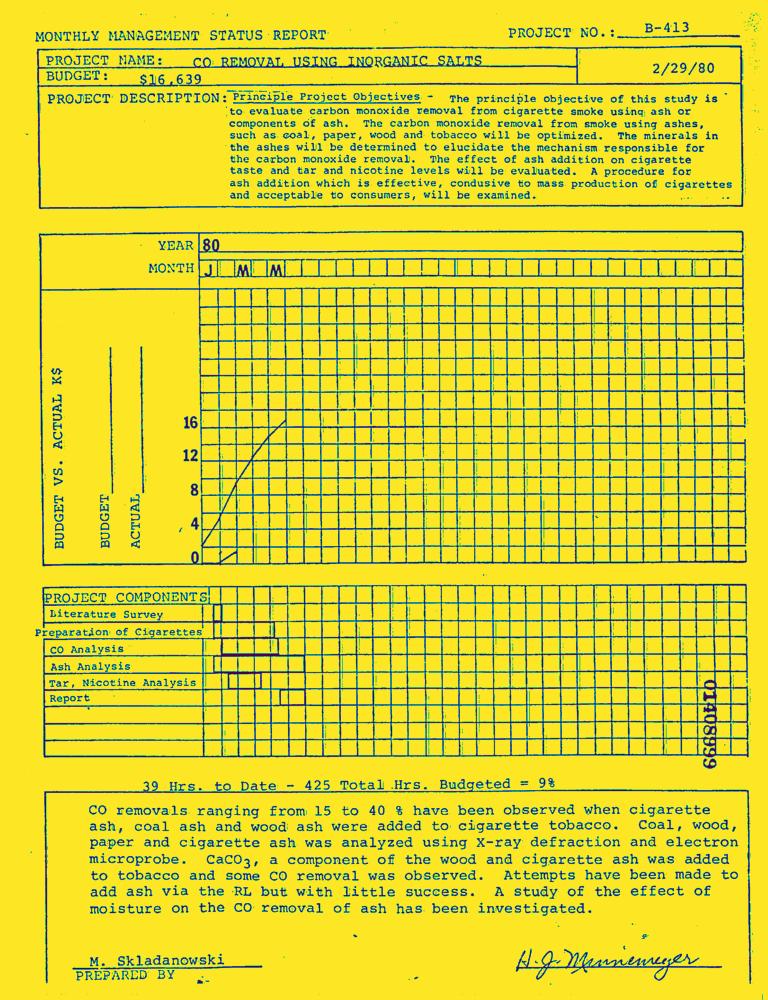 MONTHLY MANAGEMENT STATUS REPORT PROJECT NO.: B-413
PROJECT NAME: CO REMOVAL USING INORGANIC SALTS
2/29/80
BUDGET: $16,639
PROJECT DESCRIPTION: Principle Project Objectives - The principle objective of this study is
to evaluate carbon monoxide removal from cigarette smoke using ash or
components of ash. The carbon monoxide removal from smoke using ashes,
such as coal, paper, wood and tobacco will be optimized. The minerals in
the ashes will be determined to elucidate the mechanism responsible for
the carbon monoxide removal. The effect of ash addition on cigarette
taste and tar and nicotine levels will be evaluated. A procedure for
ash addition which is effective, condusive to mass production of cigarettes
and acceptable to consumers, will be examined.
YEAR 80
MONTH J M M
BUDGET VS. ACTUAL K$
BUDGET
ACTUAL
16
12
8
4
0
PROJECT COMPONENTS
Literature Survey
Preparation of Cigarettes
CO Analysis
Ash Analysis
Tar, Nicotine Analysis
Report
01408999
39 Hrs. to Date - 425 Total Hrs. Budgeted = 9%
CO removals ranging from 15 to 40 % have been observed when cigarette
ash, coal ash and wood ash were added to cigarette tobacco. Coal, wood,
paper and cigarette ash was analyzed using X-ray defraction and electron
microprobe. CaCO3, a component of the wood and cigarette ash was added
to tobacco and some CO removal was observed. Attempts have been made to
add ash via the RL but with little success. A study of the effect of
moisture on the CO removal of ash has been investigated.
M. Skladanowski H. J. Minnemeyer
PREPARED BY